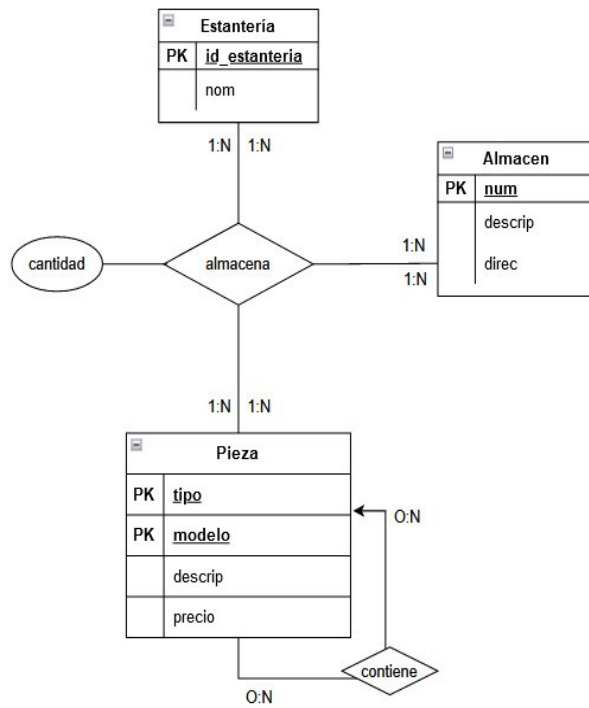 Estantería
PK id_estanteria
nom
1:N 1:N
Almacen
PK num
descrip
direc
cantidad
almacena
1:N
1:N
1:N 1:N
Pieza
PK tipo
PK modelo
descrip
precio
O:N
contiene
O:N